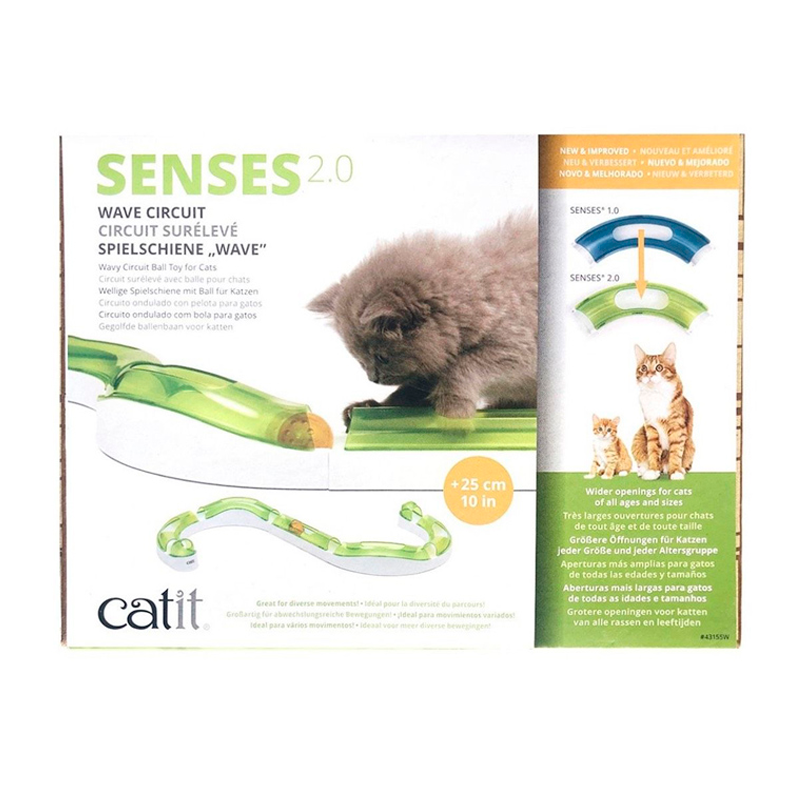 SENSES 2.0
WAVE CIRCUIT
CIRCUIT SURÉLEVÉ
SPIELSCHIENE „WAVE”
Wavy Circuit Ball Toy for Cats
Circuit surélevé avec balle pour chats
Wellige Spielschiene mit Ball für Katzen
Circuito ondulado con pelota para gatos
Circuito ondulado com bola para gatos
Gegolfde ballenbaan voor katten
+25 cm
10 in
catit
Great for diverse movements! • Idéal pour la diversité du parcours!
Großartig für abwechslungsreiche Bewegungen! • ¡Ideal para movimientos variados!
Ideal para vários movimentos! • Ideaal voor meer diverse bewegingen!
NEW & IMPROVED • NOUVEAU ET AMÉLIORÉ
NEU & VERBESSERT • NUEVO & MEJORADO
NOVO & MELHORADO • NIEUW & VERBETERD
SENSES* 1.0
SENSES* 2.0
Wider openings for cats
of all ages and sizes
Très larges ouvertures pour chats
de tout âge et de toute taille
Größere Öffnungen für Katzen
jeder Größe und jeder Altersgruppe
Aperturas más amplias para gatos
de todas las edades y tamaños
Aberturas mais largas para gatos
de todas as idades e tamanhos
Grotere openingen voor katten
van alle rassen en leeftijden
#43155W